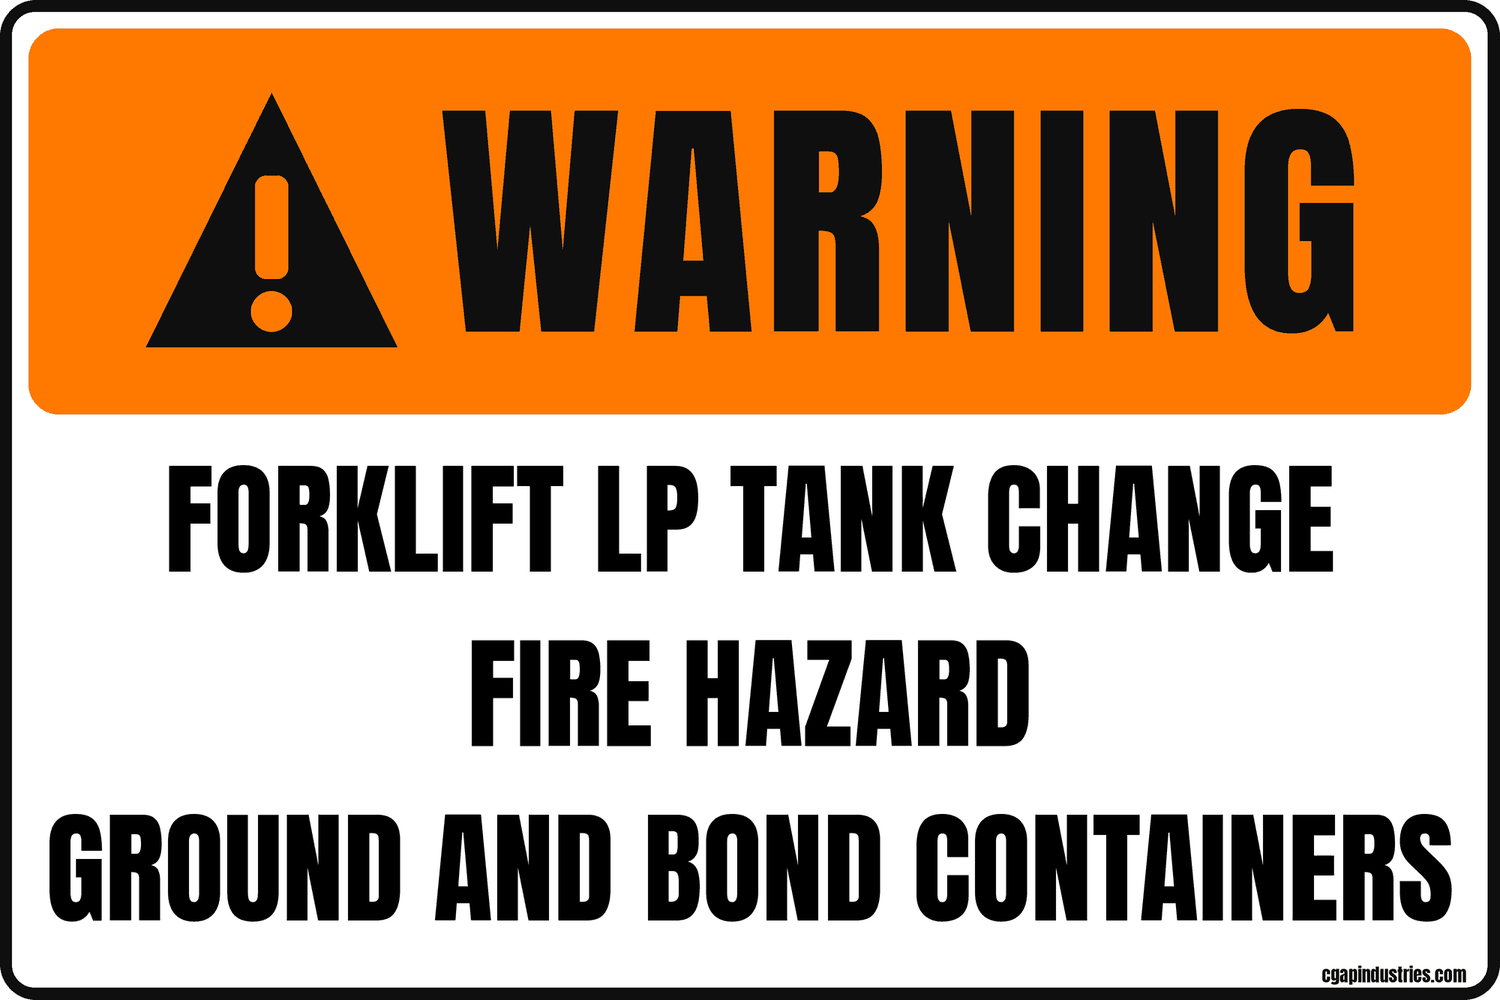 WARNING
FORKLIFT LP TANK CHANGE
FIRE HAZARD
GROUND AND BOND CONTAINERS
cgapindustries.com